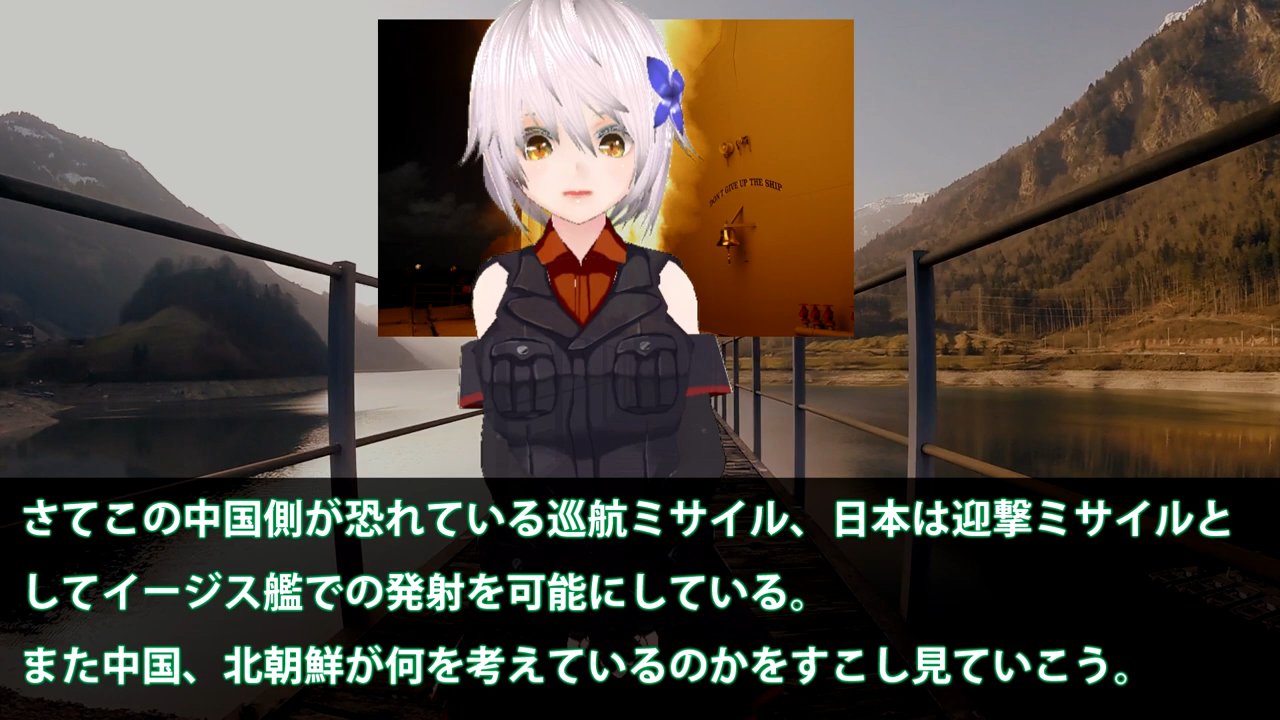 DON'T GIVE UP THE SHIP
さてこの中国側が恐れている巡航ミサイル、日本は迎撃ミサイルと
してイージス艦での発射を可能にしている。
また中国、北朝鮮が何を考えているのかをすこし見ていこう。